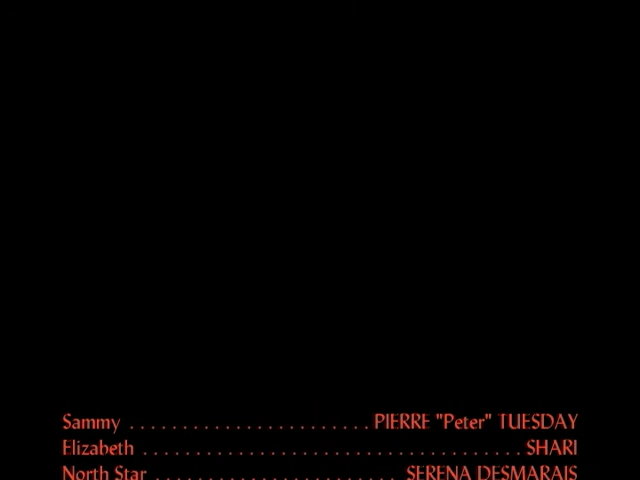 Sammy . . . . . . . . . . . . . . . . . . . . . . . PIERRE "Peter" TUESDAY
Elizabeth . . . . . . . . . . . . . . . . . . . . . . . . . . . . . . . . . . . . SHARI
North Star . . . . . . . . . . . . . . . . . . . . . . . SERENA DESMARAIS